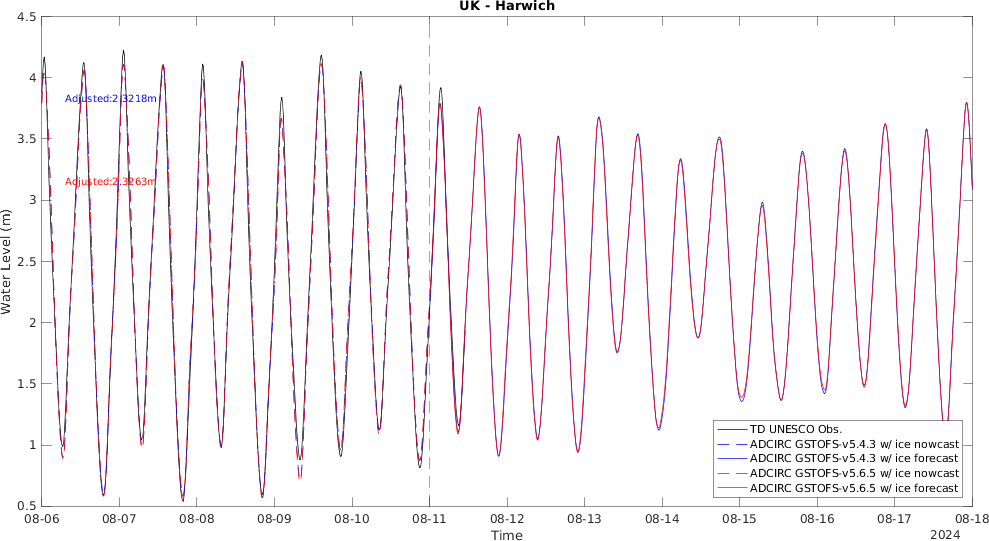 UK - Harwich
4.5
4
3.5
3
2.5
2
1.5
1
0.5
Water Level (m)
Adjusted:2.3218m
Adjusted:2.3263m
TD UNESCO Obs.
ADCIRC GSTOFS-v5.4.3 w/ ice nowcast
ADCIRC GSTOFS-v5.4.3 w/ ice forecast
ADCIRC GSTOFS-v5.6.5 w/ ice nowcast
ADCIRC GSTOFS-v5.6.5 w/ ice forecast
08-06 08-07 08-08 08-09 08-10 08-11 08-12 08-13 08-14 08-15 08-16 08-17 08-18
Time
2024